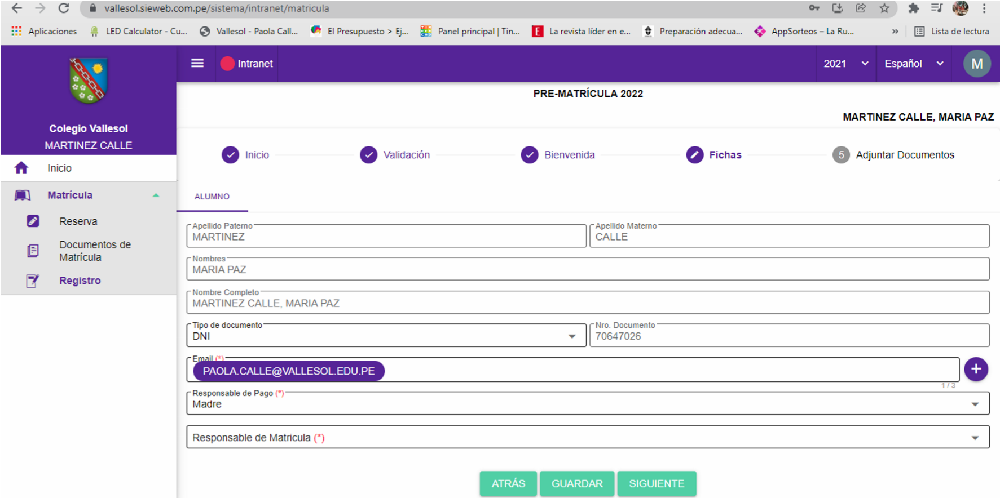 vallesol.sieweb.com.pe/sistema/intranet/matricula
Aplicaciones
LED Calculator - Cu...
Vallesol - Paola Call...
El Presupuesto > Ej...
Panel principal | Tin...
La revista líder en e...
Preparación adecua...
AppSorteos – La Ru...
»
Lista de lectura
Intranet
2021
Español
M
Colegio Vallesol
MARTINEZ CALLE
Inicio
Matrícula
Reserva
Documentos de
Matrícula
Registro
PRE-MATRÍCULA 2022
MARTINEZ CALLE, MARIA PAZ
Inicio
Validación
Bienvenida
Fichas
5 Adjuntar Documentos
ALUMNO
Apellido Paterno
MARTINEZ
Apellido Materno
CALLE
Nombres
MARIA PAZ
Nombre Completo
MARTINEZ CALLE, MARIA PAZ
Tipo de documento
DNI
Nro. Documento
70647026
Email (*)
PAOLA.CALLE@VALLESOL.EDU.PE
+
1 / 3
Responsable de Pago (*)
Madre
Responsable de Matricula (*)
ATRÁS
GUARDAR
SIGUIENTE